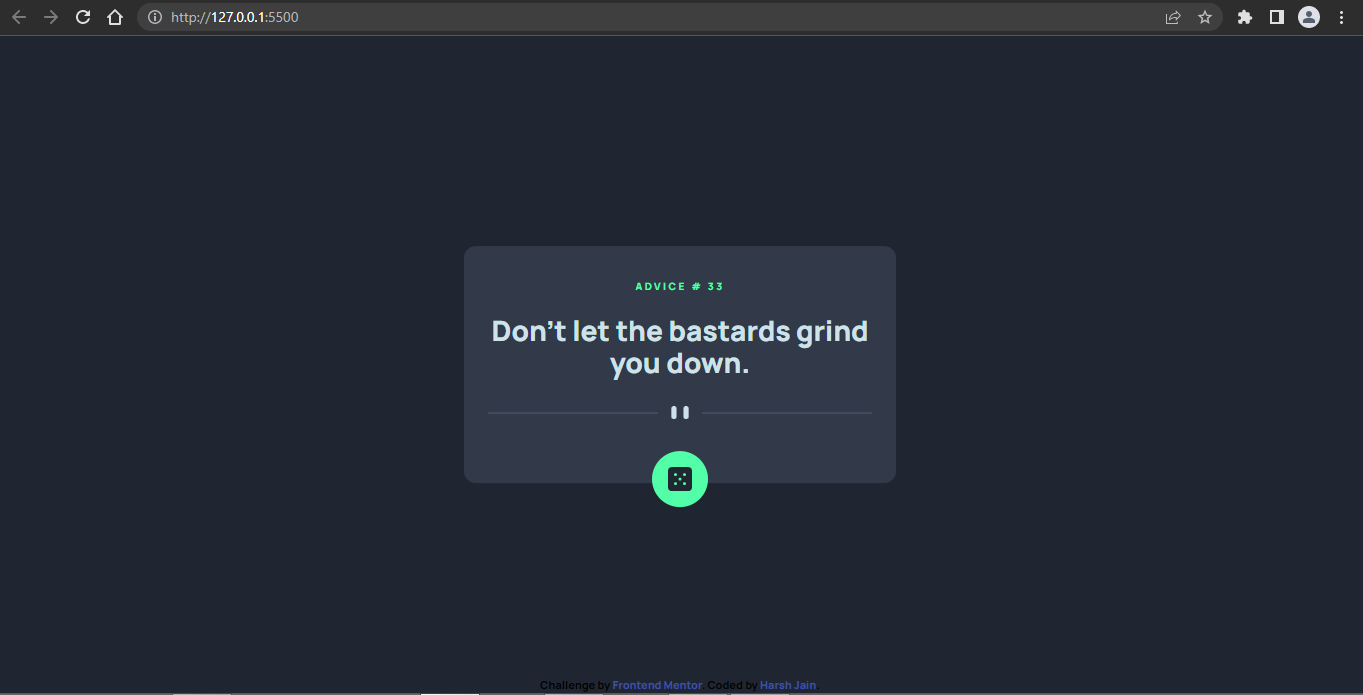 http://127.0.0.1:5500
ADVICE # 33
Don’t let the bastards grind
you down.
Challenge by Frontend Mentor. Coded by Harsh Jain